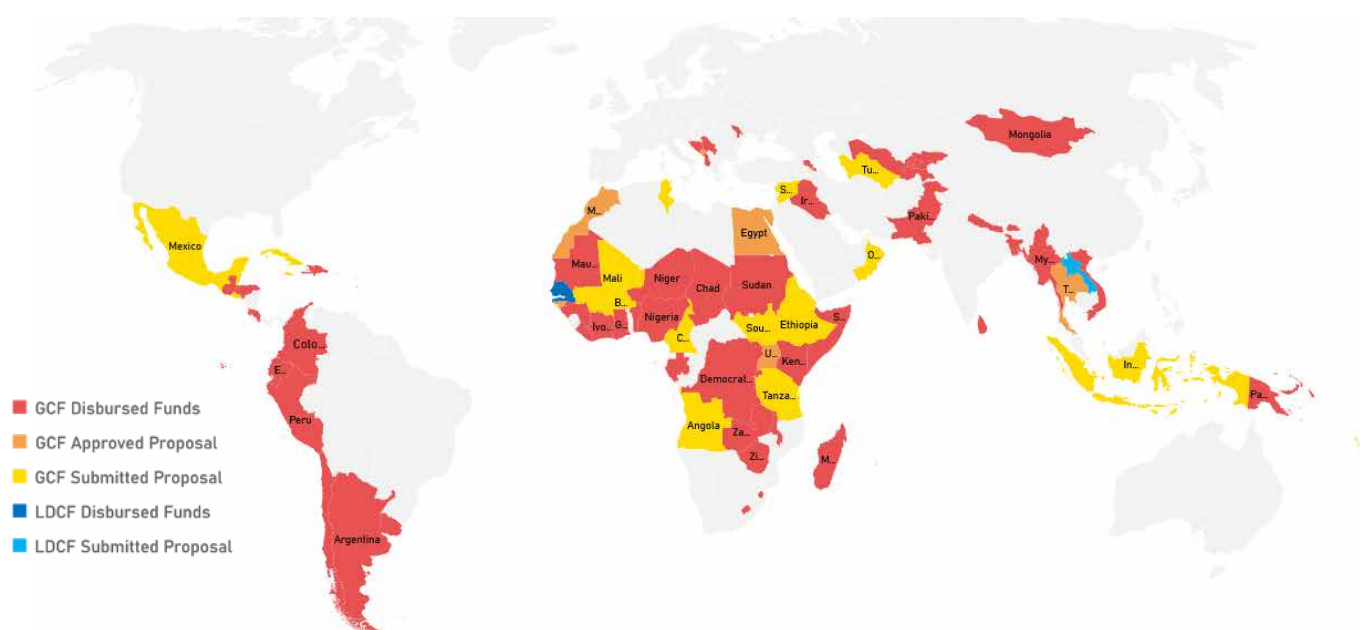 Mongolia
Tu...
S...
Ir...
Paki...
M...
Egypt
Mexico
O...
My...
Mau...
Mali
Niger
Chad
Sudan
T...
B...
Nigeria
Ivo...
G...
Sou...
Ethiopia
S...
C...
Colo...
U...
Ken...
In...
E...
Democrat...
Tanza...
Pa...
Peru
Angola
Za...
Zi...
M...
Argentina
GCF Disbursed Funds
GCF Approved Proposal
GCF Submitted Proposal
LDCF Disbursed Funds
LDCF Submitted Proposal